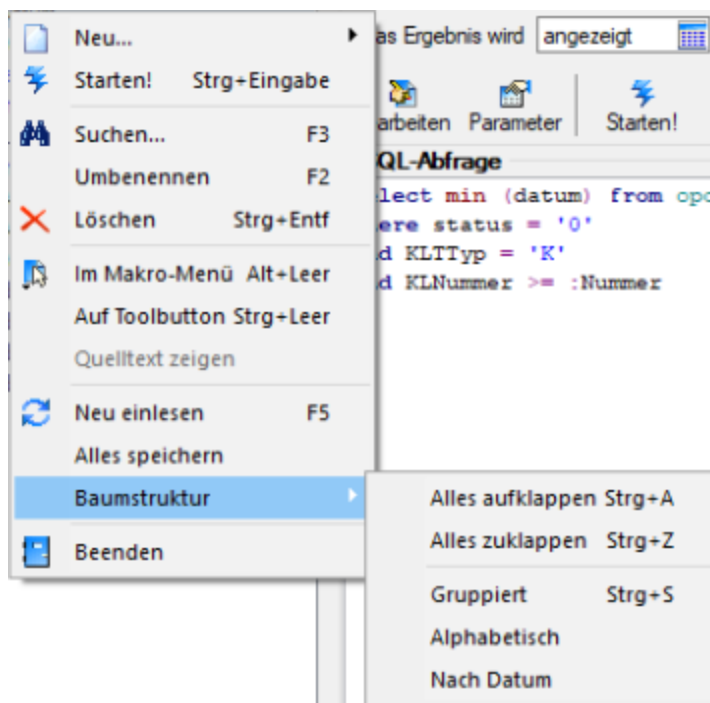 Neu...
Starten! Strg+Eingabe
Suchen... F3
Umbenennen F2
Löschen Strg+Entf
Im Makro-Menü Alt+Leer
Auf Toolbutton Strg+Leer
Quelltext zeigen
Neu einlesen F5
Alles speichern
Baumstruktur
Beenden
Alles aufklappen Strg+A
Alles zuklappen Strg+Z
Gruppiert Strg+S
Alphabetisch
Nach Datum
as Ergebnis wird angezeigt
arbeiten Parameter Starten!
QL-Abfrage
lect min (datum) from opo
ere status = '0'
d KLTTyp = 'K'
d KLNummer >= :Nummer